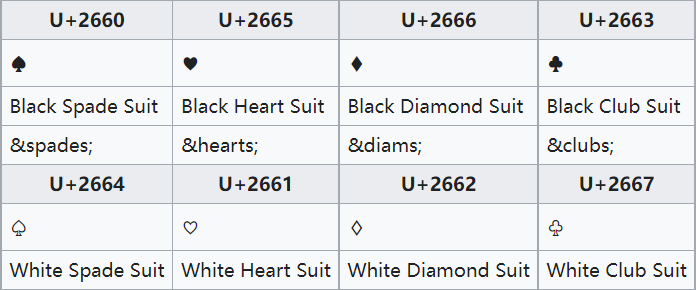 U+2660 U+2665 U+2666 U+2663
♠ ♥ ♦ ♣
Black Spade Suit Black Heart Suit Black Diamond Suit Black Club Suit
&spades; &hearts; &diams; &clubs;
U+2664 U+2661 U+2662 U+2667
♤ ♡ ♢ ♧
White Spade Suit White Heart Suit White Diamond Suit White Club Suit